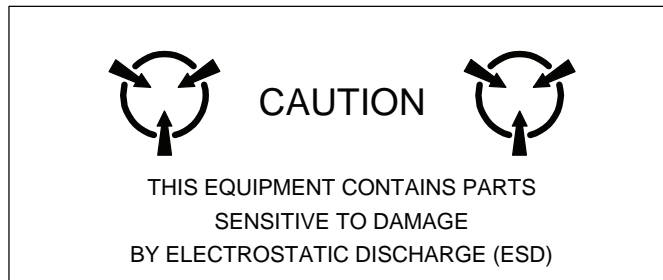 CAUTION
THIS EQUIPMENT CONTAINS PARTS
SENSITIVE TO DAMAGE
BY ELECTROSTATIC DISCHARGE (ESD)